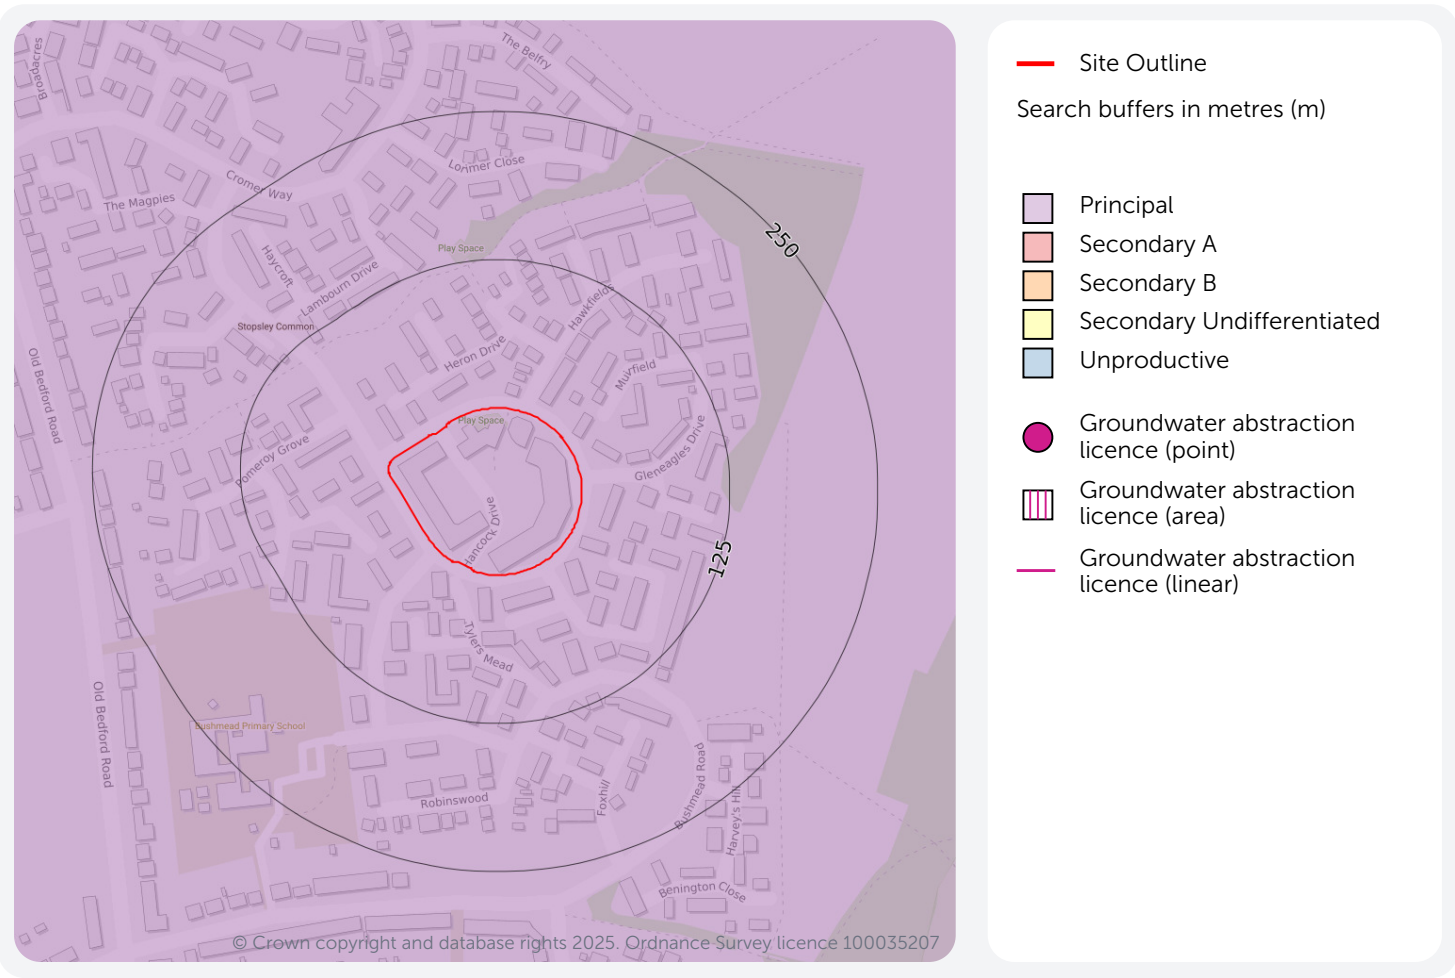 Broadacres
The Belfry
Lorimer Close
Cromer Way
The Magpies
250
Play Space
Haycroft
Lambourn Drive
Hawkfields
Stopsley Common
Old Bedford Road
Heron Drive
Muirfield
Play Space
Pomeroy Grove
Gleneagles Drive
Hancock Drive
125
Tylers Mead
Old Bedford Road
Bushmead Primary School
Bushmead Road
Robinswood
Foxhill
Harvey's Hill
Benington Close
© Crown copyright and database rights 2025. Ordnance Survey licence 100035207
Site Outline
Search buffers in metres (m)
Principal
Secondary A
Secondary B
Secondary Undifferentiated
Unproductive
Groundwater abstraction
licence (point)
Groundwater abstraction
licence (area)
Groundwater abstraction
licence (linear)